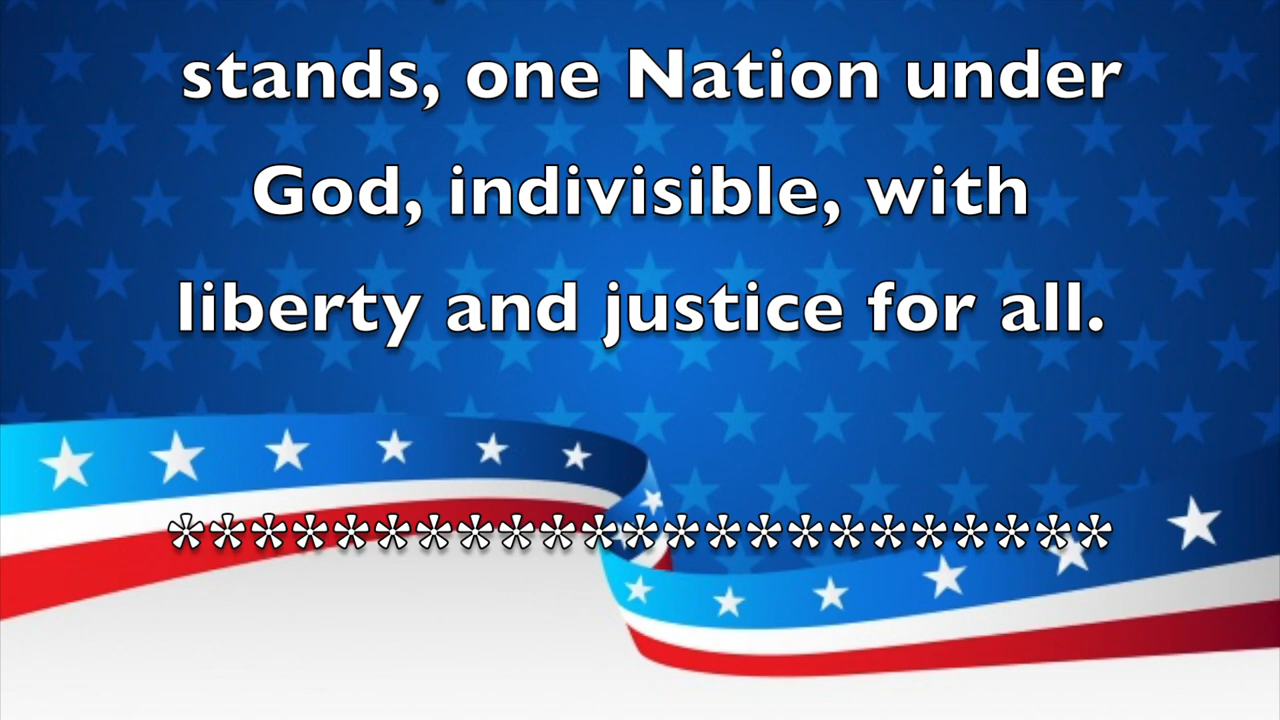 stands, one Nation under
God, indivisible, with
liberty and justice for all.
***********************